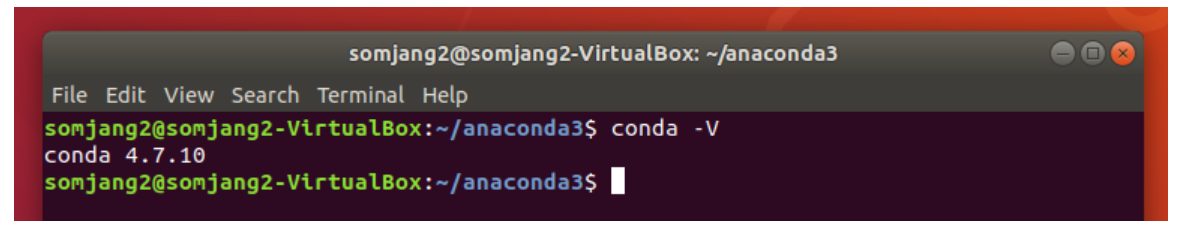 somjang2@somjang2-VirtualBox: ~/anaconda3
File Edit View Search Terminal Help
somjang2@somjang2-VirtualBox:~/anaconda3$ conda -V
conda 4.7.10
somjang2@somjang2-VirtualBox:~/anaconda3$